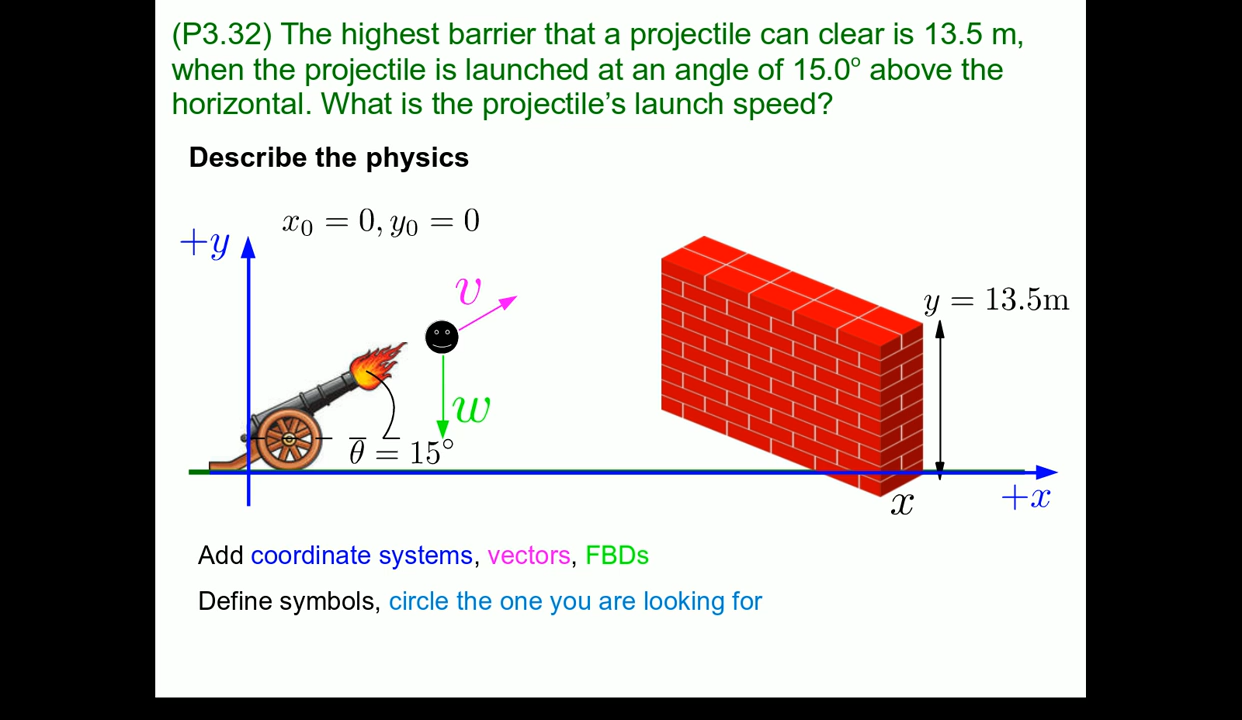 (P3.32) The highest barrier that a projectile can clear is 13.5 m,
when the projectile is launched at an angle of 15.0° above the
horizontal. What is the projectile’s launch speed?
Describe the physics
x₀ = 0, y₀ = 0
+y
v
y = 13.5m
w
θ = 15°
x
+x
Add coordinate systems, vectors, FBDs
Define symbols, circle the one you are looking for